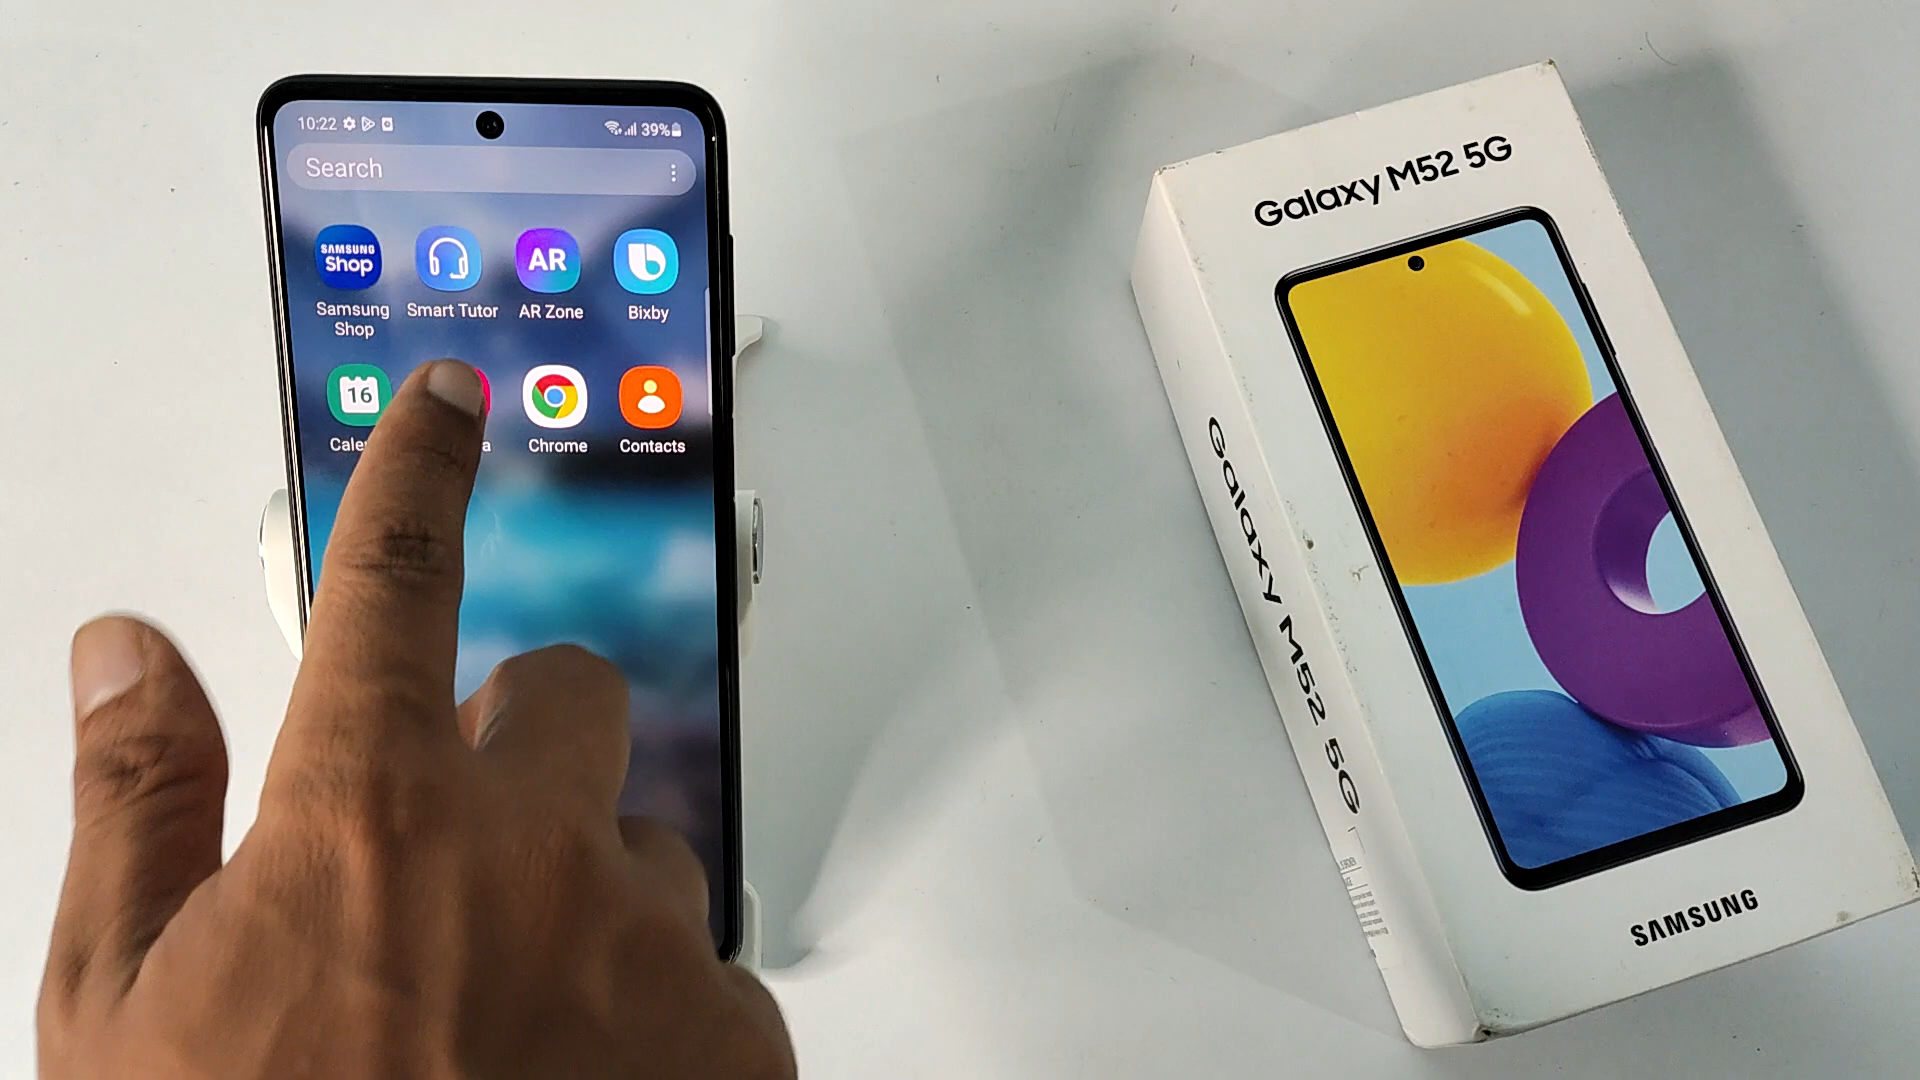 10:22
39%
Search
SAMSUNG
Shop
AR
Samsung
Shop
Smart Tutor
AR Zone
Bixby
16
Chrome
Contacts
Galaxy M52 5G
Galaxy M52 5G
SAMSUNG